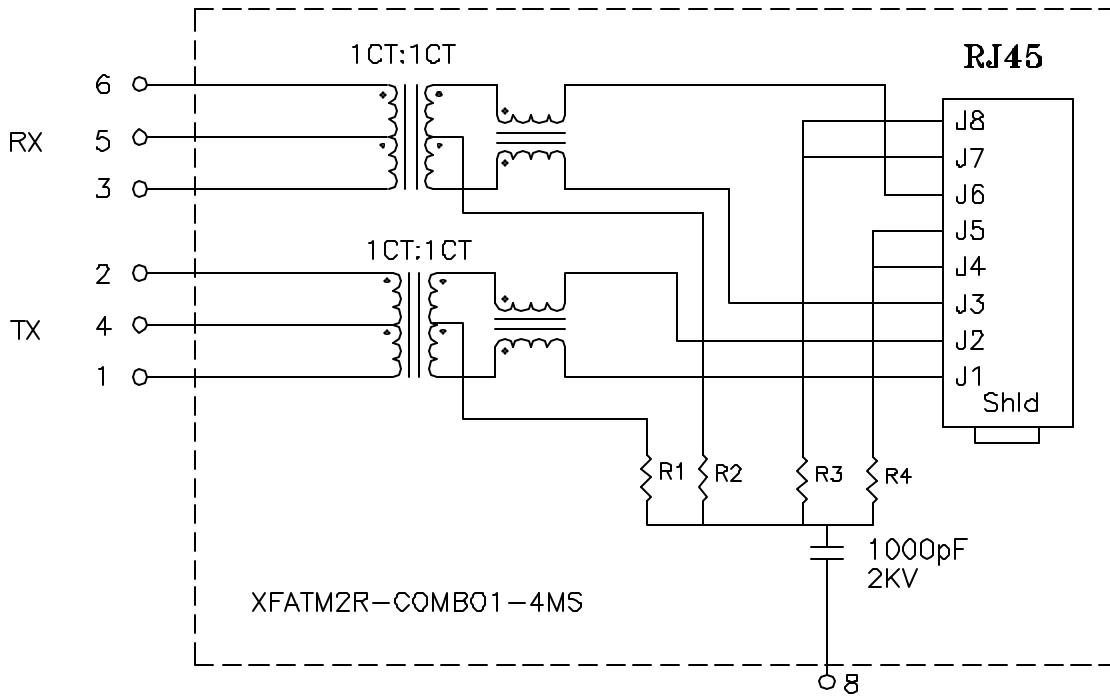 1CT:1CT
RJ45
6
RX
5
3
J8
J7
J6
J5
J4
J3
J2
J1
Shld
1CT:1CT
2
TX
4
1
R1
R2
R3
R4
1000pF
2KV
XFATM2R-COMBO1-4MS
8